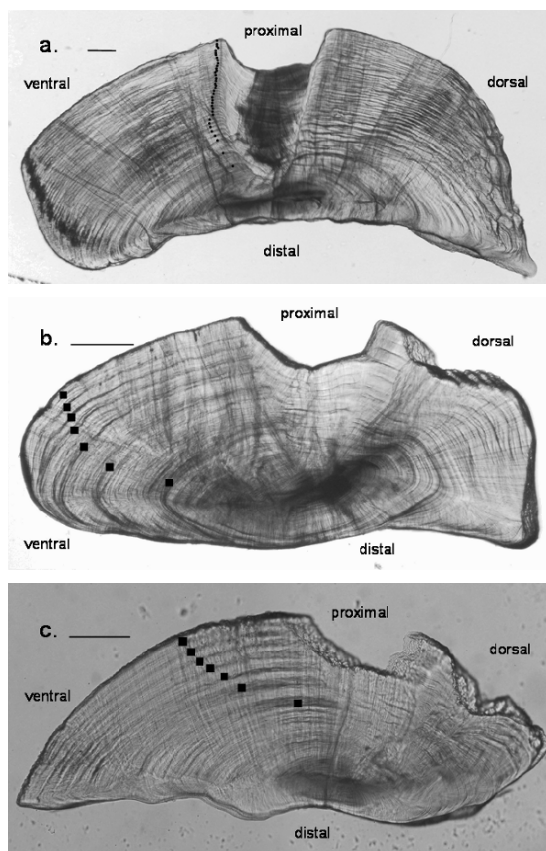 proximal
a.
ventral
dorsal
distal
proximal
b.
dorsal
ventral
distal
proximal
c.
dorsal
ventral
distal